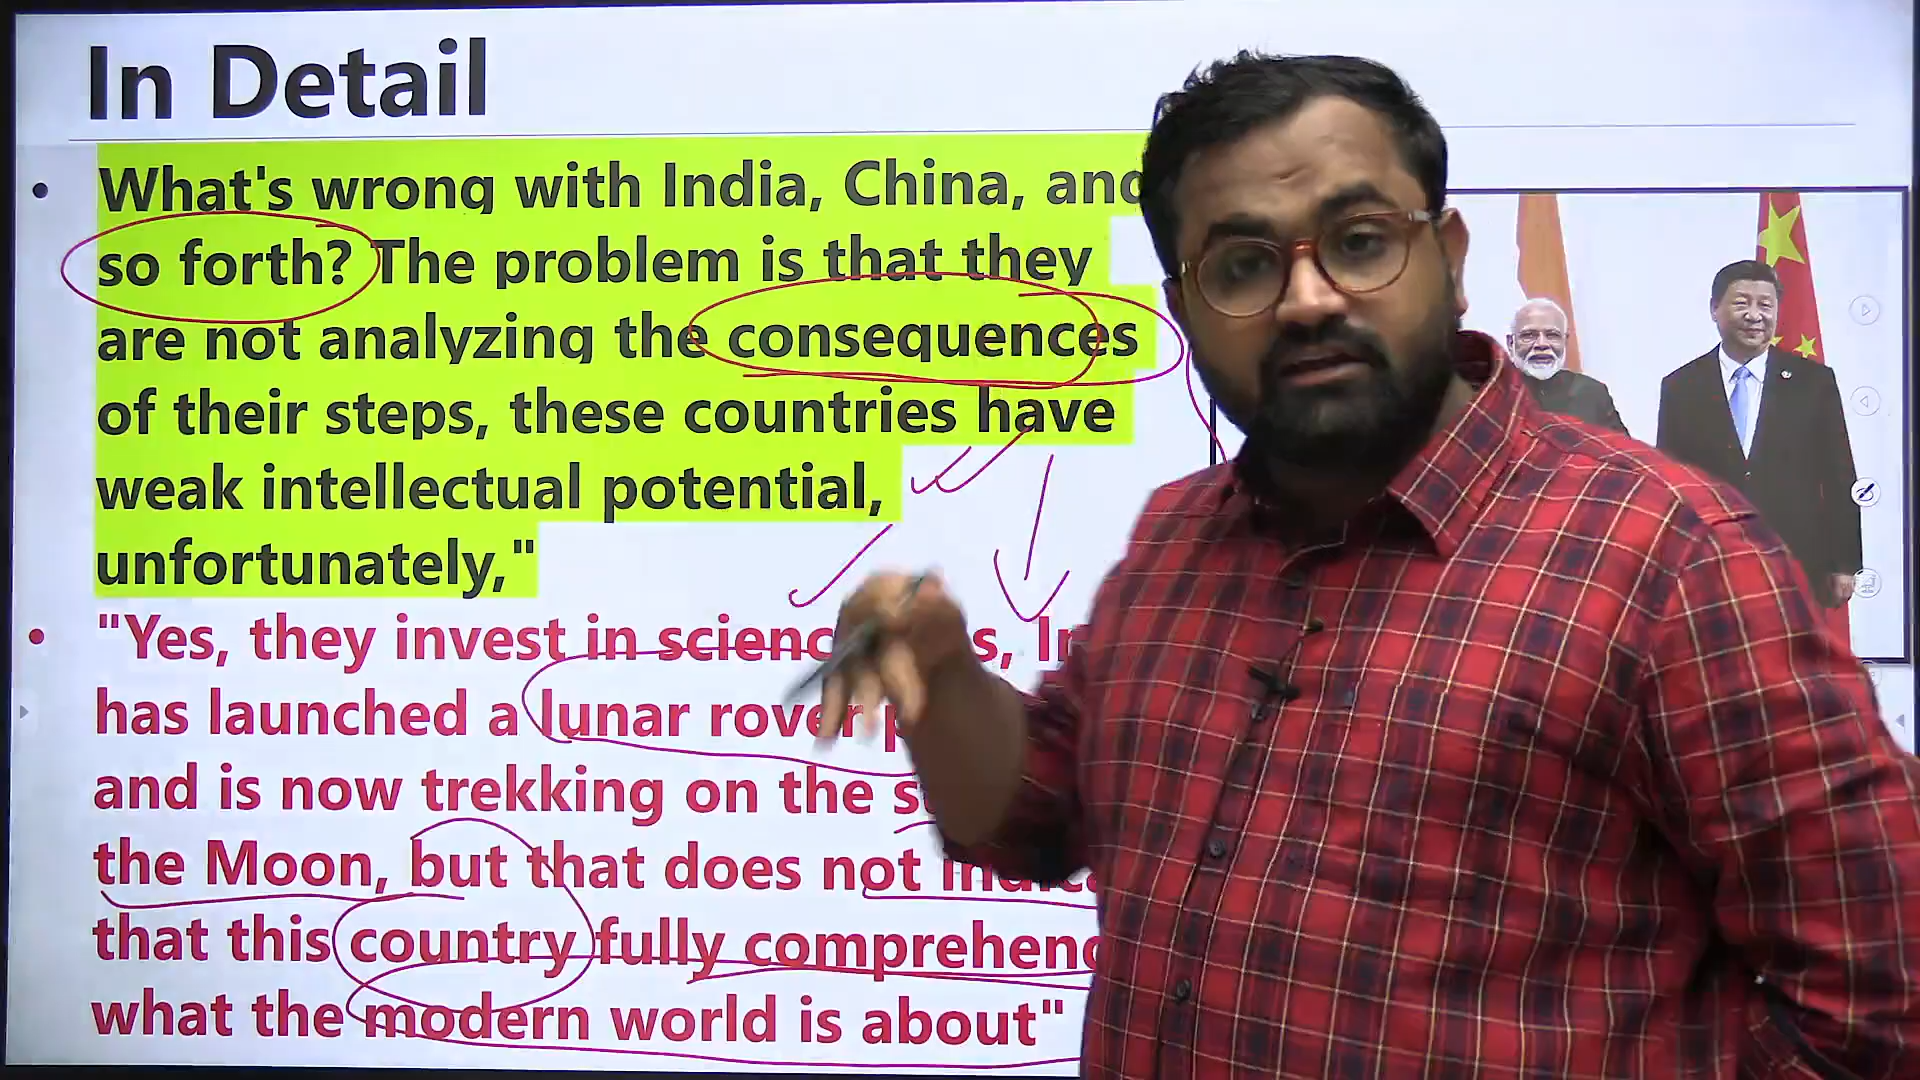 In Detail
What's wrong with India, China, and
so forth? The problem is that they
are not analyzing the consequences
of their steps, these countries have
weak intellectual potential,
unfortunately,"
"Yes, they invest in
has launched a lunar rover
and is now trekking on the
the Moon, but that does not
that this country fully
what the modern world is about"